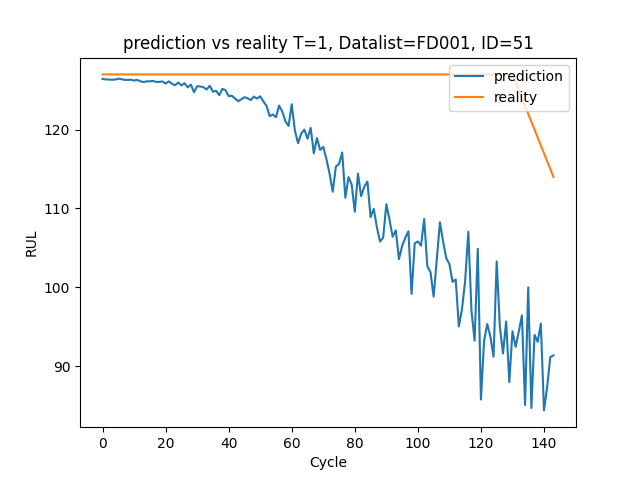 prediction vs reality T=1, Datalist=FD001, ID=51
prediction
reality
RUL
120
110
100
90
0 20 40 60 80 100 120 140
Cycle